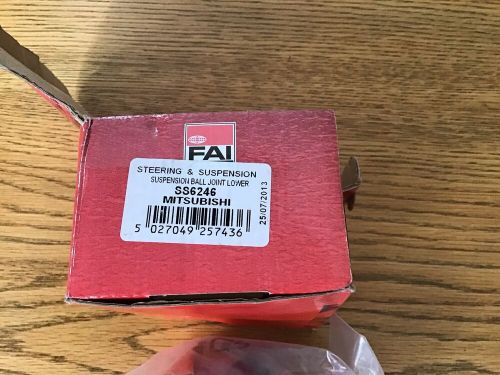 FAI
STEERING & SUSPENSION
SUSPENSION BALL JOINT LOWER
SS6246
MITSUBISHI
5 027049 257436
25/07/2013